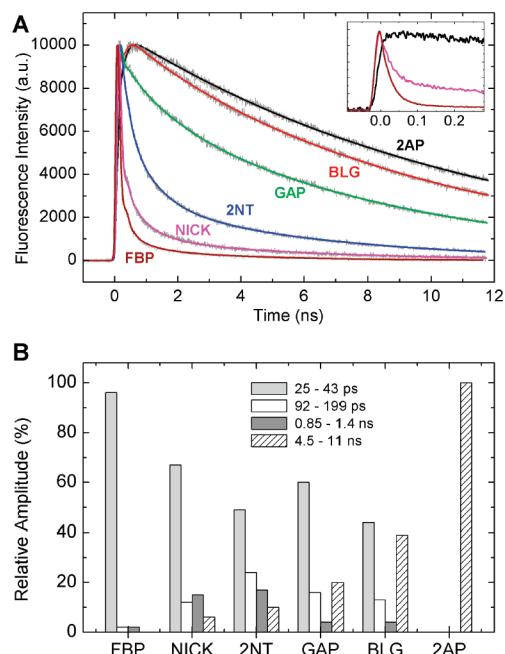 A
Fluorescence Intensity (a.u.)
10000
8000
6000
4000
2000
0
2AP
BLG
GAP
2NT
NICK
FBP
0.0 0.1 0.2
0 2 4 6 8 10 12
Time (ns)
B
Relative Amplitude (%)
100
80
60
40
20
0
25 - 43 ps
92 - 199 ps
0.85 - 1.4 ns
4.5 - 11 ns
FBP NICK 2NT GAP BLG 2AP